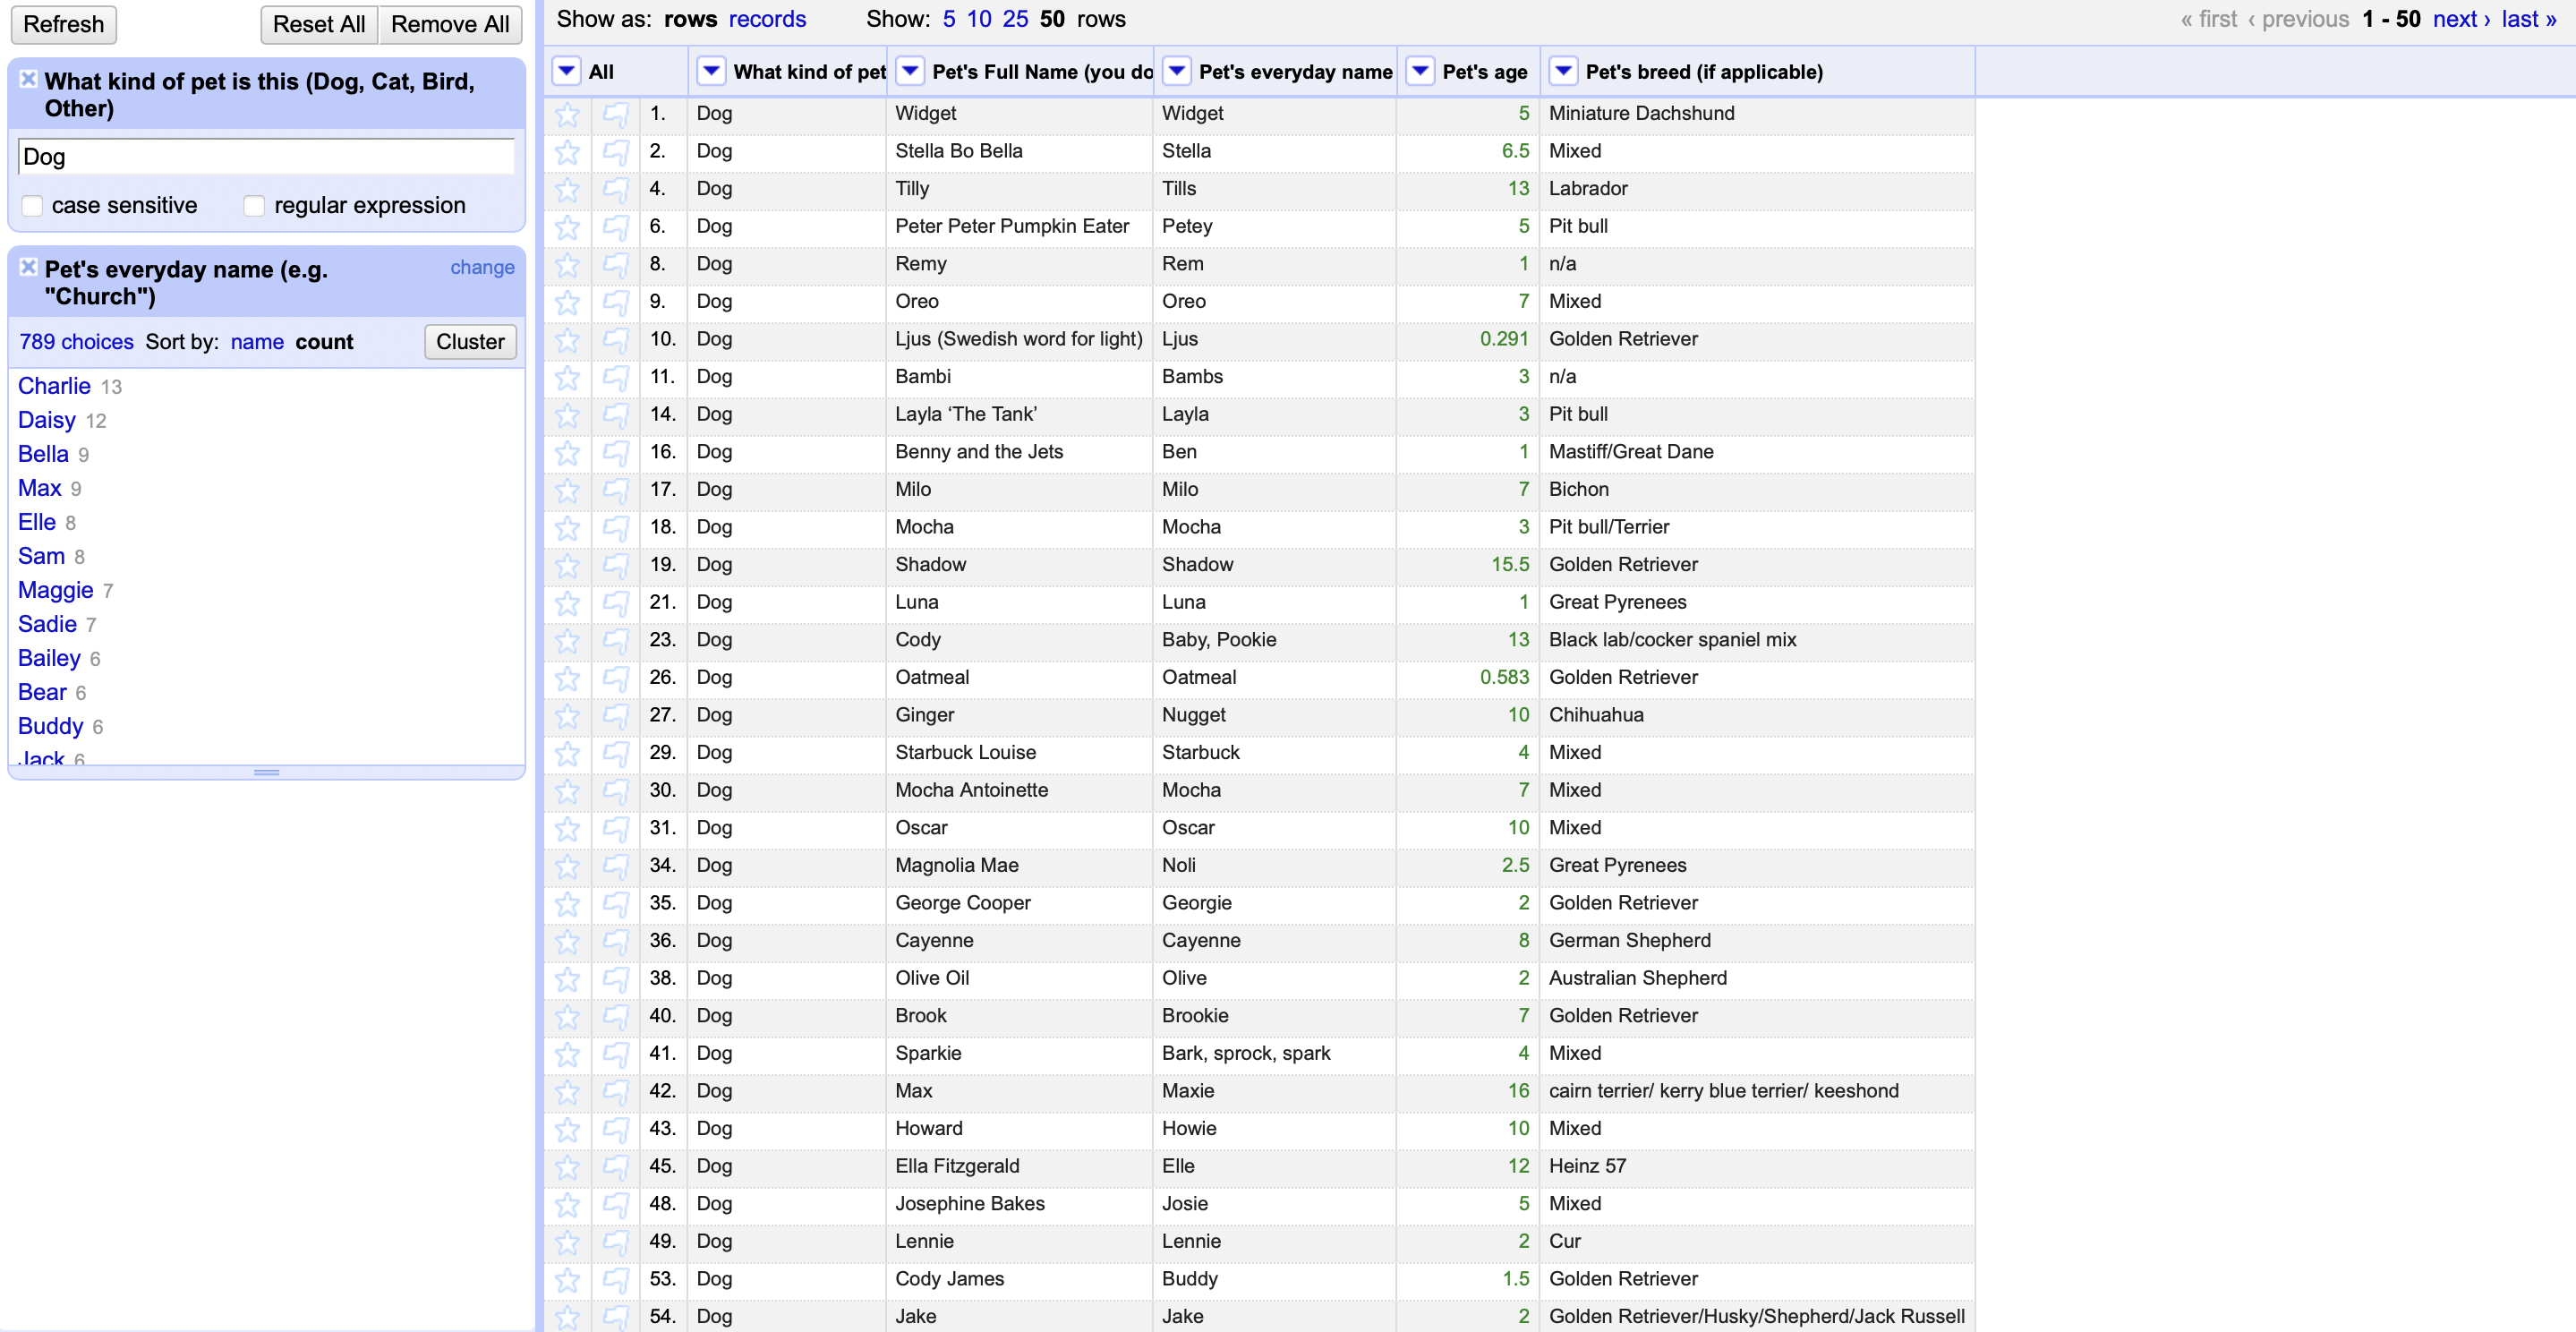 Refresh Reset All Remove All
What kind of pet is this (Dog, Cat, Bird,
Other)
Dog
case sensitive regular expression
Pet's everyday name (e.g. change
"Church")
789 choices Sort by: name count Cluster
Charlie 13
Daisy 12
Bella 9
Max 9
Elle 8
Sam 8
Maggie 7
Sadie 7
Bailey 6
Bear 6
Buddy 6
Jack 6
Show as: rows records Show: 5 10 25 50 rows « first ‹ previous 1 - 50 next › last »
All What kind of pet Pet's Full Name (you do Pet's everyday name Pet's age Pet's breed (if applicable)
1. Dog Widget Widget 5 Miniature Dachshund
2. Dog Stella Bo Bella Stella 6.5 Mixed
4. Dog Tilly Tills 13 Labrador
6. Dog Peter Peter Pumpkin Eater Petey 5 Pit bull
8. Dog Remy Rem 1 n/a
9. Dog Oreo Oreo 7 Mixed
10. Dog Ljus (Swedish word for light) Ljus 0.291 Golden Retriever
11. Dog Bambi Bambs 3 n/a
14. Dog Layla ‘The Tank’ Layla 3 Pit bull
16. Dog Benny and the Jets Ben 1 Mastiff/Great Dane
17. Dog Milo Milo 7 Bichon
18. Dog Mocha Mocha 3 Pit bull/Terrier
19. Dog Shadow Shadow 15.5 Golden Retriever
21. Dog Luna Luna 1 Great Pyrenees
23. Dog Cody Baby, Pookie 13 Black lab/cocker spaniel mix
26. Dog Oatmeal Oatmeal 0.583 Golden Retriever
27. Dog Ginger Nugget 10 Chihuahua
29. Dog Starbuck Louise Starbuck 4 Mixed
30. Dog Mocha Antoinette Mocha 7 Mixed
31. Dog Oscar Oscar 10 Mixed
34. Dog Magnolia Mae Noli 2.5 Great Pyrenees
35. Dog George Cooper Georgie 2 Golden Retriever
36. Dog Cayenne Cayenne 8 German Shepherd
38. Dog Olive Oil Olive 2 Australian Shepherd
40. Dog Brook Brookie 7 Golden Retriever
41. Dog Sparkie Bark, sprock, spark 4 Mixed
42. Dog Max Maxie 16 cairn terrier/ kerry blue terrier/ keeshond
43. Dog Howard Howie 10 Mixed
45. Dog Ella Fitzgerald Elle 12 Heinz 57
48. Dog Josephine Bakes Josie 5 Mixed
49. Dog Lennie Lennie 2 Cur
53. Dog Cody James Buddy 1.5 Golden Retriever
54. Dog Jake Jake 2 Golden Retriever/Husky/Shepherd/Jack Russell